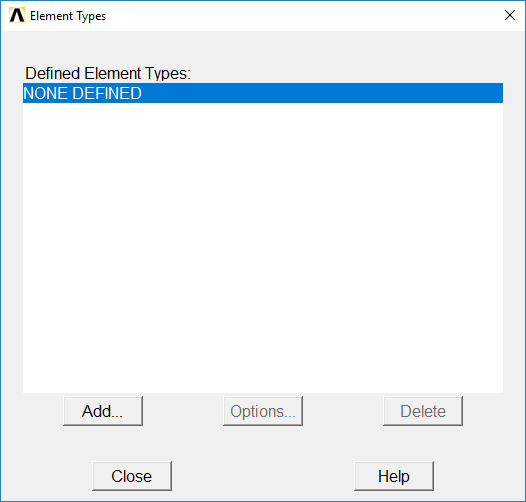 Element Types
Defined Element Types:
NONE DEFINED
Add... Options... Delete
Close Help